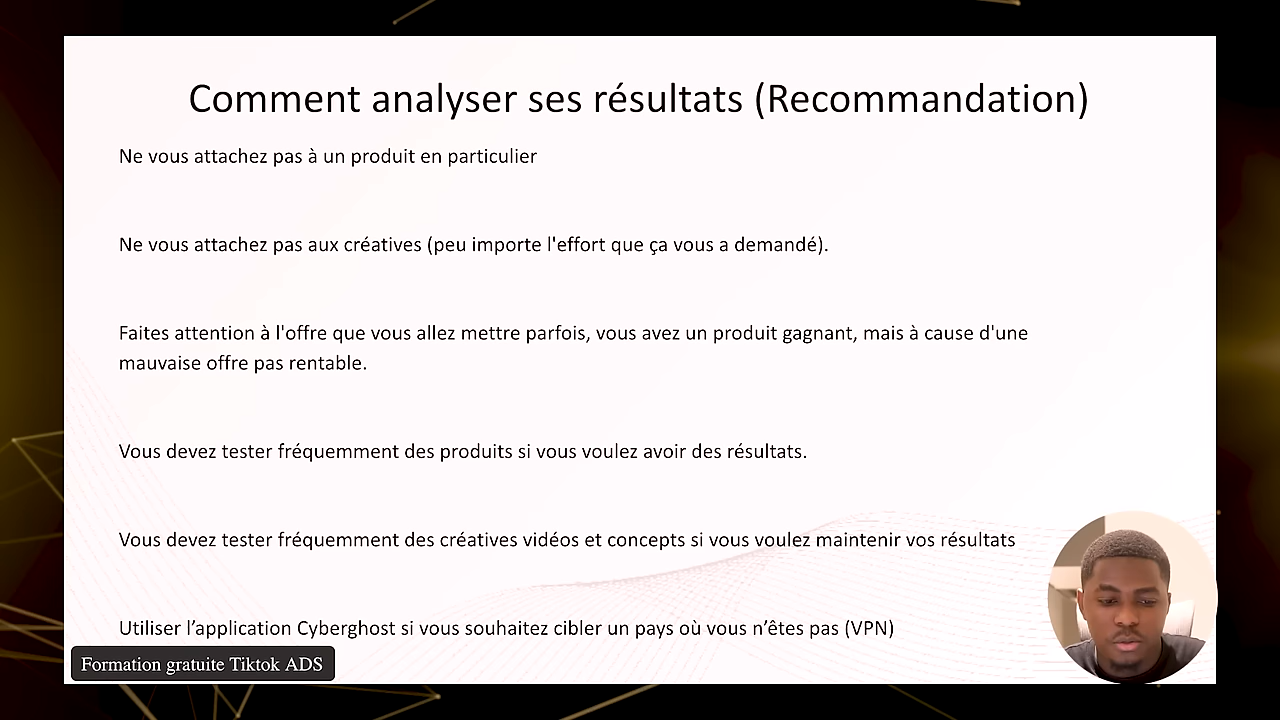 Comment analyser ses résultats (Recommandation)
Ne vous attachez pas à un produit en particulier
Ne vous attachez pas aux créatives (peu importe l'effort que ça vous a demandé).
Faites attention à l'offre que vous allez mettre parfois, vous avez un produit gagnant, mais à cause d'une
mauvaise offre pas rentable.
Vous devez tester fréquemment des produits si vous voulez avoir des résultats.
Vous devez tester fréquemment des créatives vidéos et concepts si vous voulez maintenir vos résultats
Utiliser l’application Cyberghost si vous souhaitez cibler un pays où vous n’êtes pas (VPN)
Formation gratuite Tiktok ADS